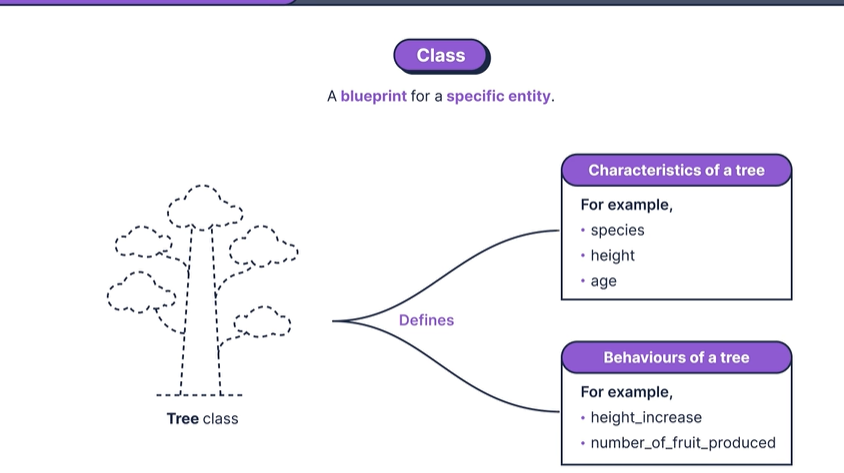 Class
A blueprint for a specific entity.
Characteristics of a tree
For example,
• species
• height
• age
Defines
Behaviours of a tree
For example,
• height_increase
• number_of_fruit_produced
Tree class